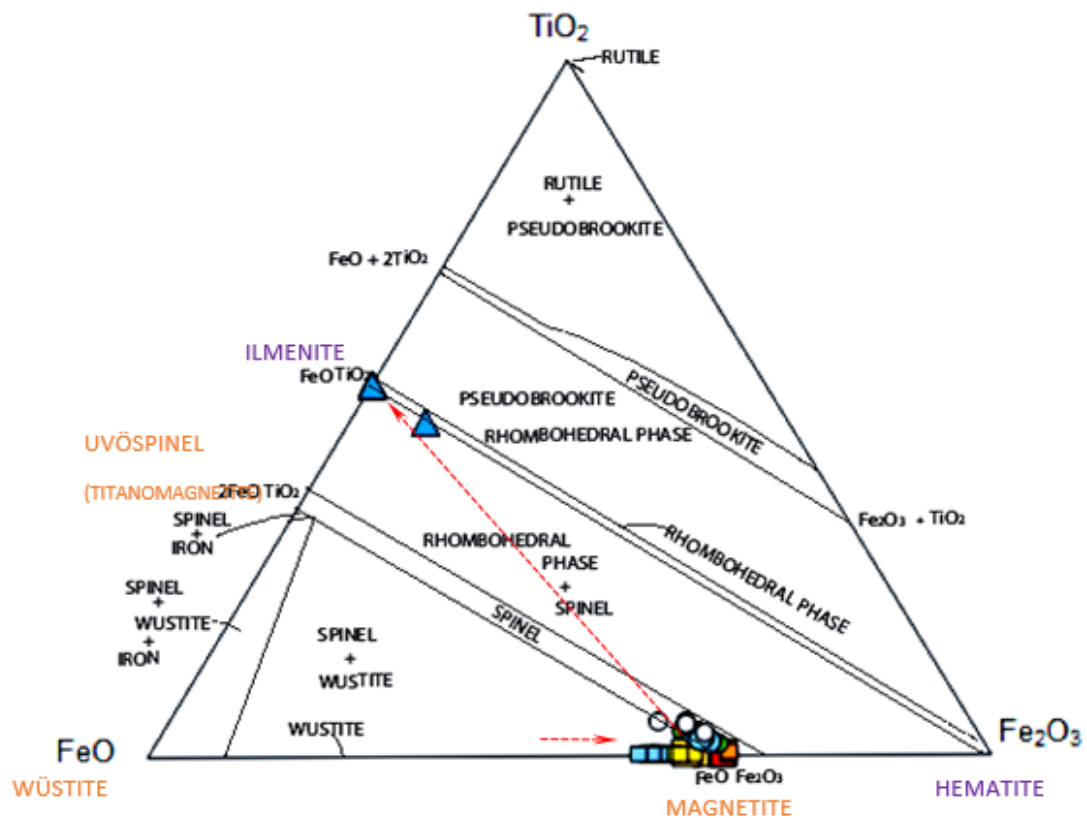 TiO₂
RUTILE
RUTILE
+
PSEUDOBROOKITE
FeO + 2TiO₂
ILMENITE
FeO TiO₂
PSEUDOBROOKITE
PSEUDOBROOKITE
RHOMBOHEDRAL PHASE
UVÖSPINEL
(TITANOMAGNETITE)
2FeO TiO₂
SPINEL
+
IRON
Fe₂O₃ + TiO₂
RHOMBOHEDRAL
PHASE
+
SPINEL
RHOMBOHEDRAL PHASE
SPINEL
SPINEL
+
WUSTITE
+
IRON
SPINEL
+
WUSTITE
WUSTITE
FeO
Fe₂O₃
FeO Fe₂O₃
WÜSTITE
MAGNETITE
HEMATITE